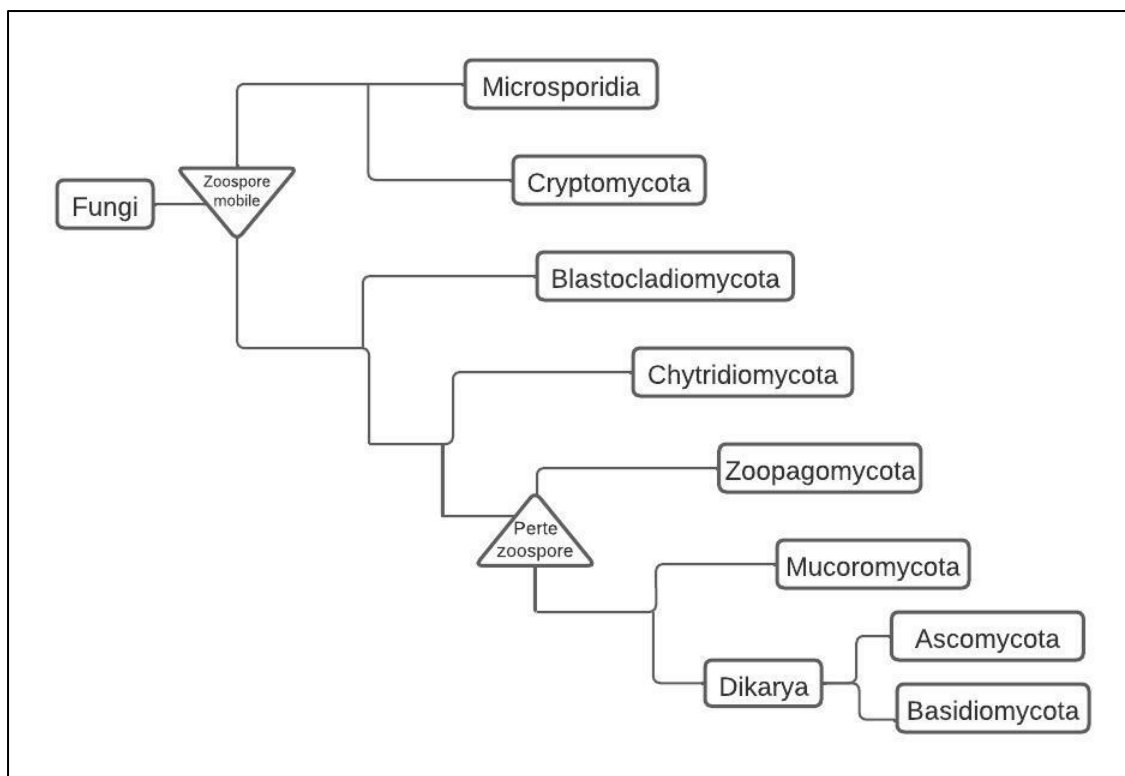 Microsporidia
Zoospore
mobile
Cryptomycota
Fungi
Blastocladiomycota
Chytridiomycota
Zoopagomycota
Perte
zoospore
Mucoromycota
Ascomycota
Dikarya
Basidiomycota